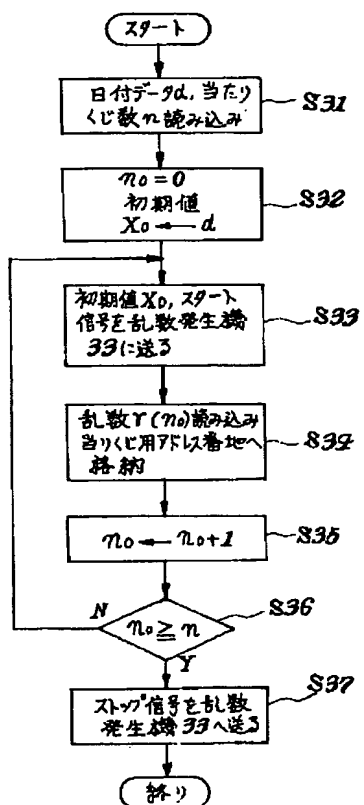 スタート
日付データd, 当たり
くじ数n読み込み
S31
n0=0
初期値
X0←d
S32
初期値X0, スタート
信号を乱数発生機
33に送る
S33
乱数r(n0)読み込み
当りくじ用アドレス番地へ
格納
S34
n0←n0+1
S35
n0≧n
S36
N
Y
ストップ信号を乱数
発生機33へ送る
S37
終り